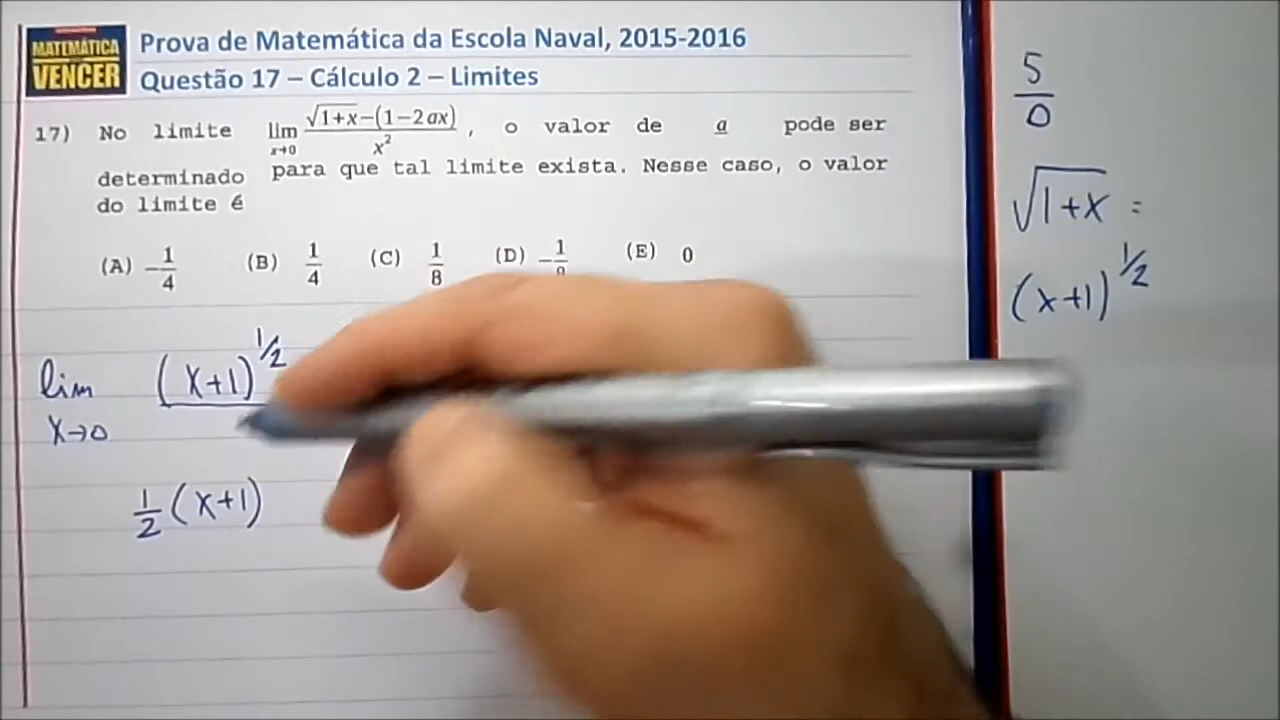 MATEMÁTICA
VENCER
Prova de Matemática da Escola Naval, 2015-2016
Questão 17 – Cálculo 2 – Limites
17) No limite lim x→0 (√1+x−(1−2ax))/x², o valor de a pode ser
determinado para que tal limite exista. Nesse caso, o valor
do limite é
(A) −1/4 (B) 1/4 (C) 1/8 (D) (E) 0
lim x→0 (x+1)^1/2
1/2 (x+1)
5/0
√1+x =
(x+1)^1/2